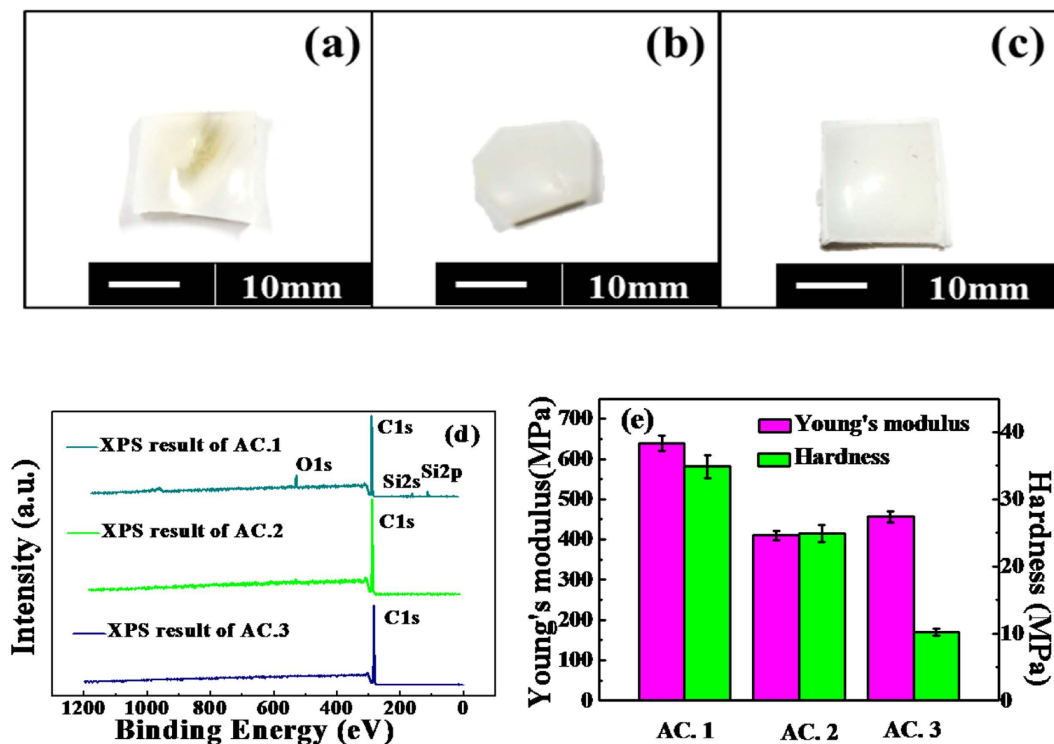 (a)
(b)
(c)
10mm
10mm
10mm
(d)
XPS result of AC.1
C1s
O1s
Si2s
Si2p
XPS result of AC.2
C1s
XPS result of AC.3
C1s
Intensity (a.u.)
1200 1000 800 600 400 200 0
Binding Energy (eV)
(e)
Young's modulus
Hardness
Young's modulus(MPa)
700
600
500
400
300
200
100
0
40
30
20
10
0
Hardness (MPa)
AC. 1 AC. 2 AC. 3